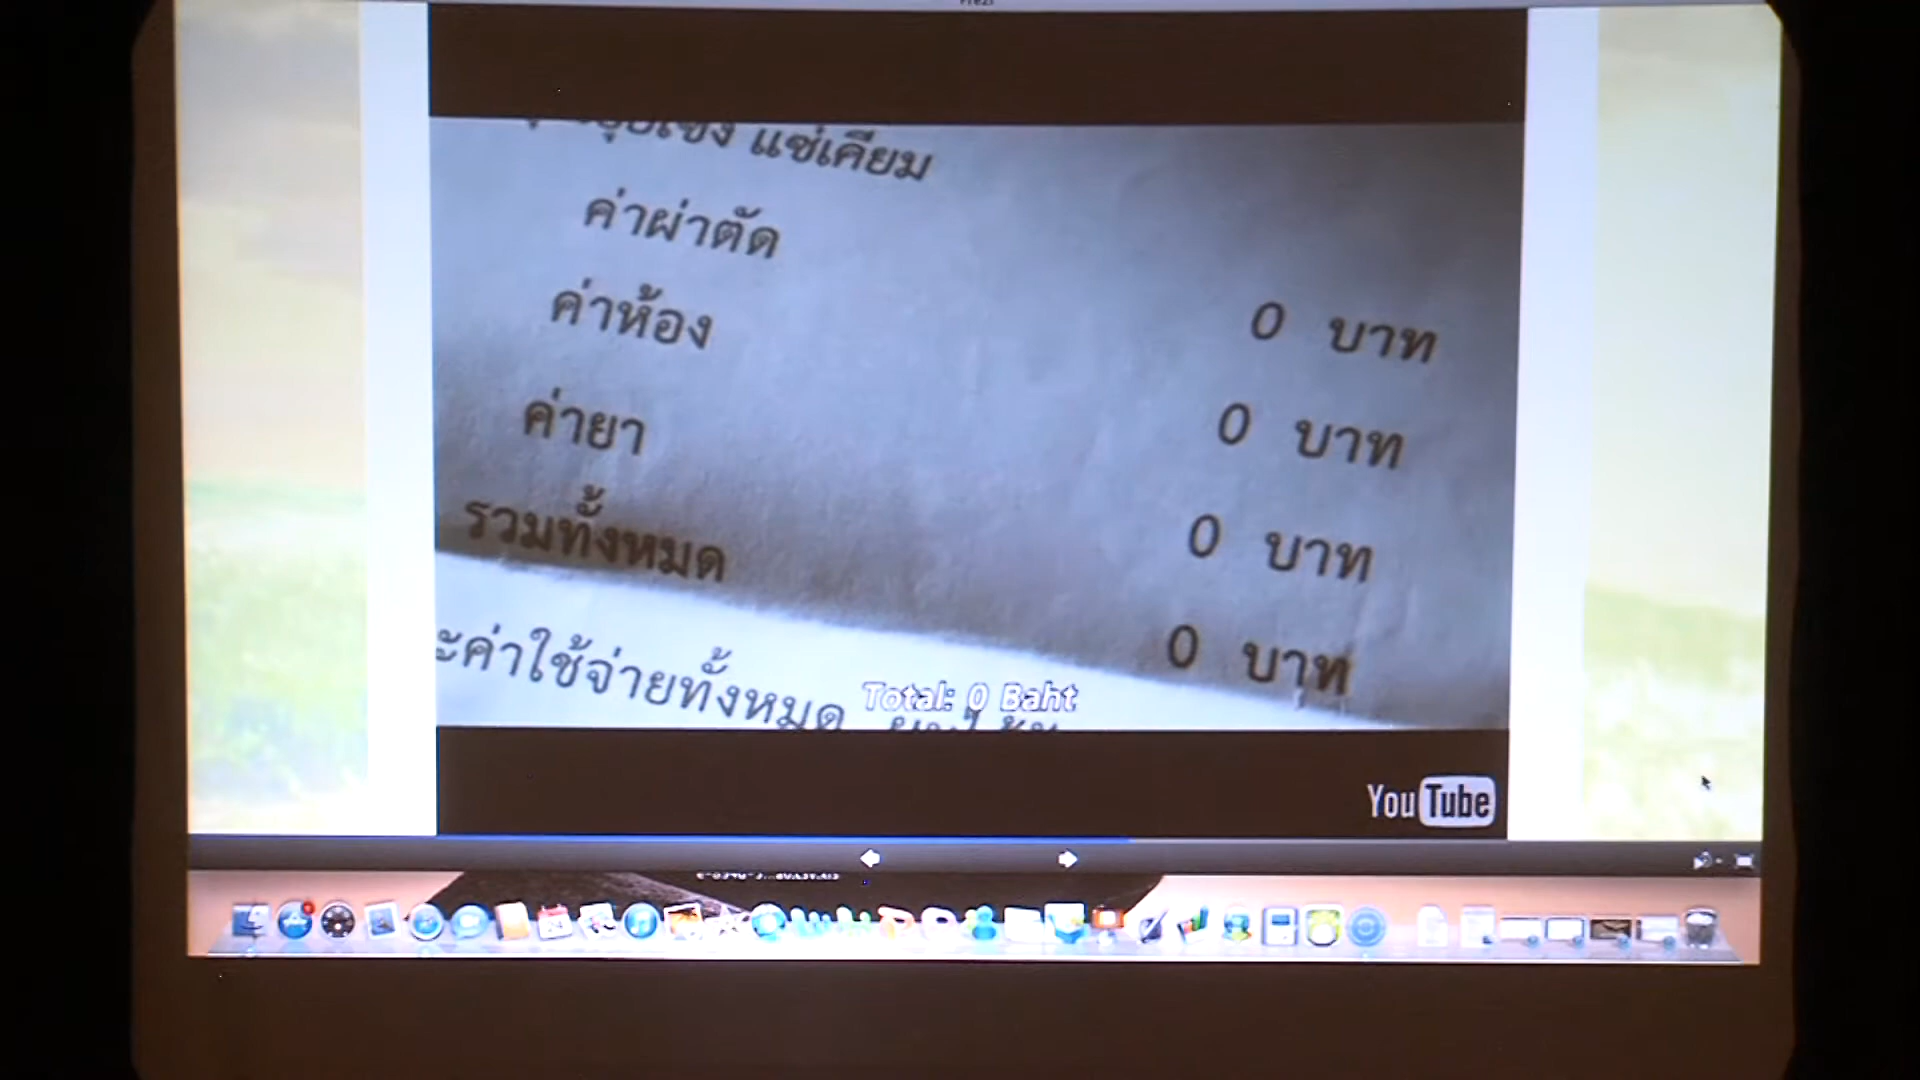 แซ่เคียม
ค่าผ่าตัด 0 บาท
ค่าห้อง 0 บาท
ค่ายา 0 บาท
รวมทั้งหมด 0 บาท
ค่าใช้จ่ายทั้งหมด
Total: 0 Baht
YouTube